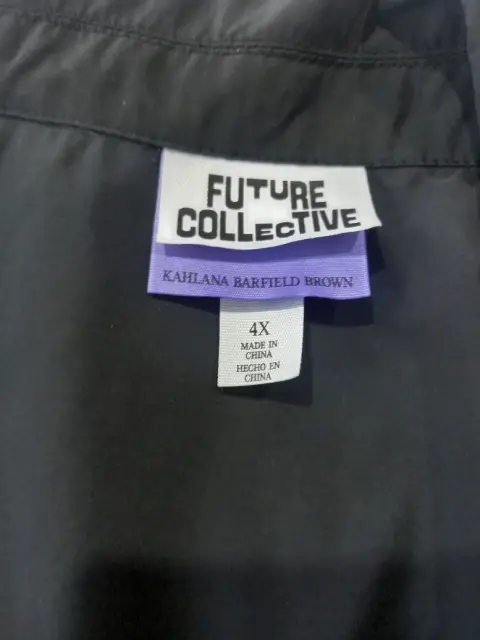 FUTURE
COLLECTIVE
KAHLANA BARFIELD BROWN
4X
MADE IN
CHINA
HECHO EN
CHINA